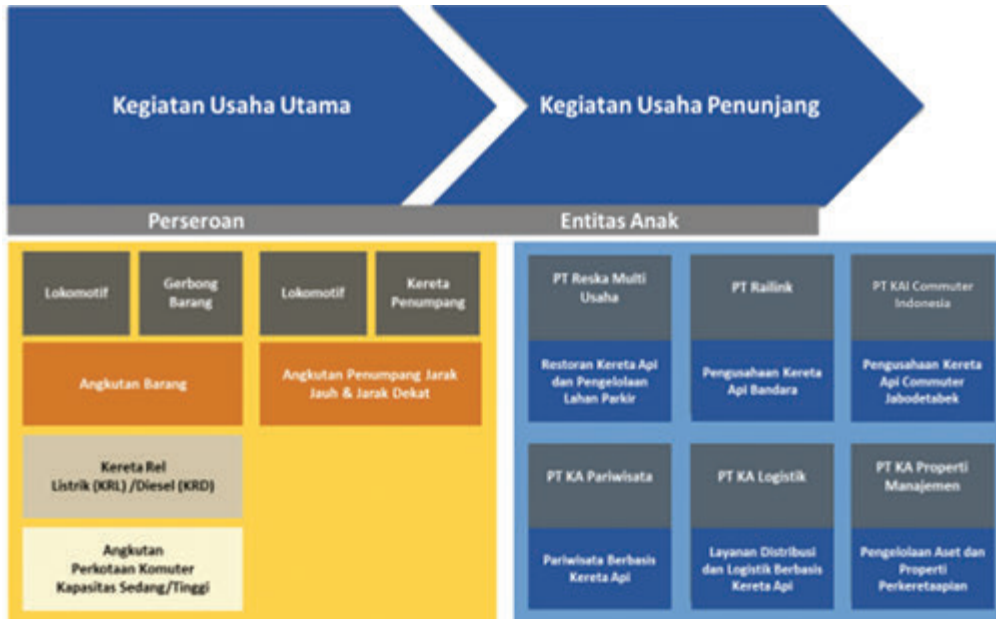 Kegiatan Usaha Utama
Kegiatan Usaha Penunjang
Perseroan
Entitas Anak
Lokomotif
Gerbong
Barang
Lokomotif
Kereta
Penumpang
Angkutan Barang
Angkutan Penumpang Jarak
Jauh & Jarak Dekat
Kereta Rel
Listrik (KRL) /Diesel (KRD)
Angkutan
Perkotaan Komuter
Kapasitas Sedang/Tinggi
PT Reska Multi
Usaha
PT Railink
PT KAI Commuter
Indonesia
Restoran Kereta Api
dan Pengelolaan
Lahan Parkir
Pengusahaan Kereta
Api Bandara
Pengusahaan Kereta
Api Commuter
Jabodetabek
PT KA Pariwisata
PT KA Logistik
PT KA Properti
Manajemen
Pariwisata Berbasis
Kereta Api
Layanan Distribusi
dan Logistik Berbasis
Kereta Api
Pengelolaan Aset dan
Properti
Perkeretaapian